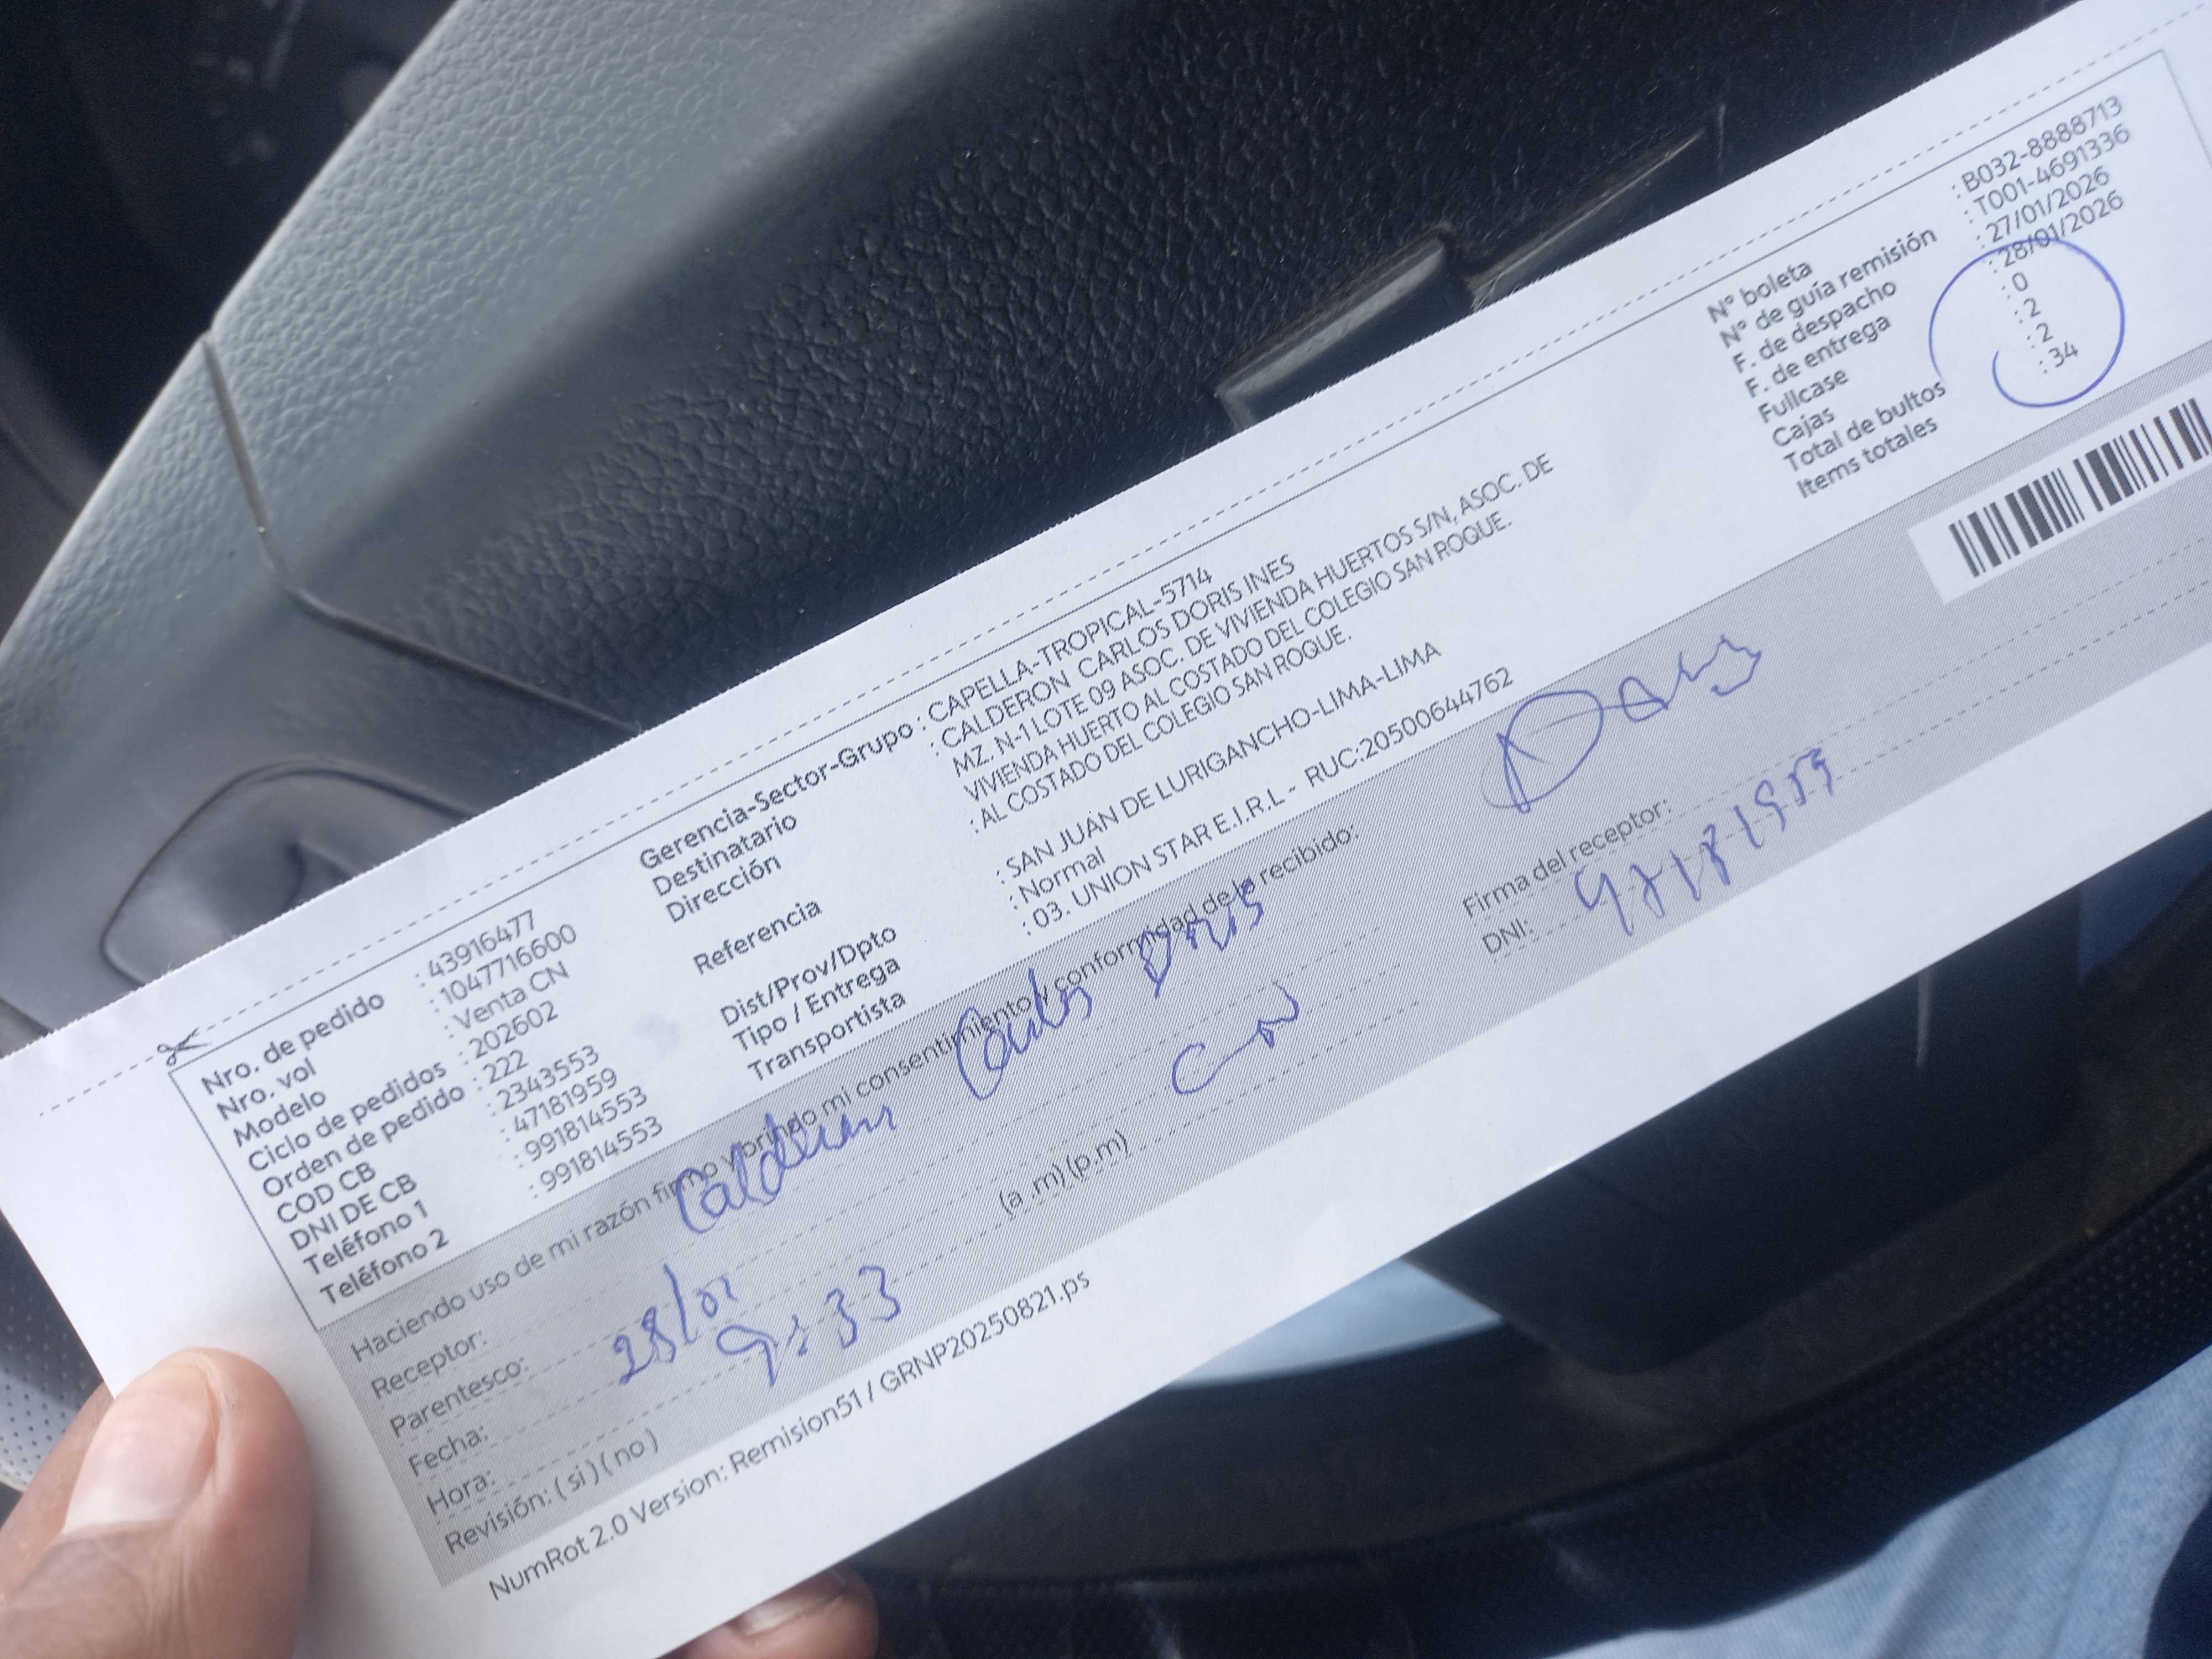 Nro. de pedido : 43916477
Nro. vol : 1047716600
Modelo : Venta CN
Ciclo de pedidos : 202602
Orden de pedido : 222
COD CB : 2343553
DNI DE CB : 47181959
Teléfono 1 : 991814553
Teléfono 2 : 991814553
Gerencia-Sector-Grupo : CAPELLA-TROPICAL-5714
Destinatario : CALDERON CARLOS DORIS INES
Dirección MZ. N-1 LOTE 09 ASOC. DE VIVIENDA HUERTOS S/N, ASOC. DE
VIVIENDA HUERTO AL COSTADO DEL COLEGIO SAN ROQUE.
Referencia : AL COSTADO DEL COLEGIO SAN ROQUE.
Dist/Prov/Dpto : SAN JUAN DE LURIGANCHO-LIMA-LIMA
Tipo / Entrega : Normal
Transportista : 03. UNION STAR E.I.R.L - RUC:20500644762
N° boleta : B032-8888713
N° de guía remisión : T001-4691336
F. de despacho : 27/01/2026
F. de entrega : 28/01/2026
Fullcase : 0
Cajas : 2
Total de bultos : 2
Items totales : 34
Haciendo uso de mi razón firmo y brindo mi consentimiento y conformidad de lo recibido:
Receptor: Calderon Carlos Doris
Parentesco:
Fecha: 28/01
Hora: 9:33 (a .m) (p.m)
Revisión: ( si ) ( no )
Firma del receptor:
DNI: 47181959
NumRot 2.0 Version: Remision51 / GRNP20250821.ps